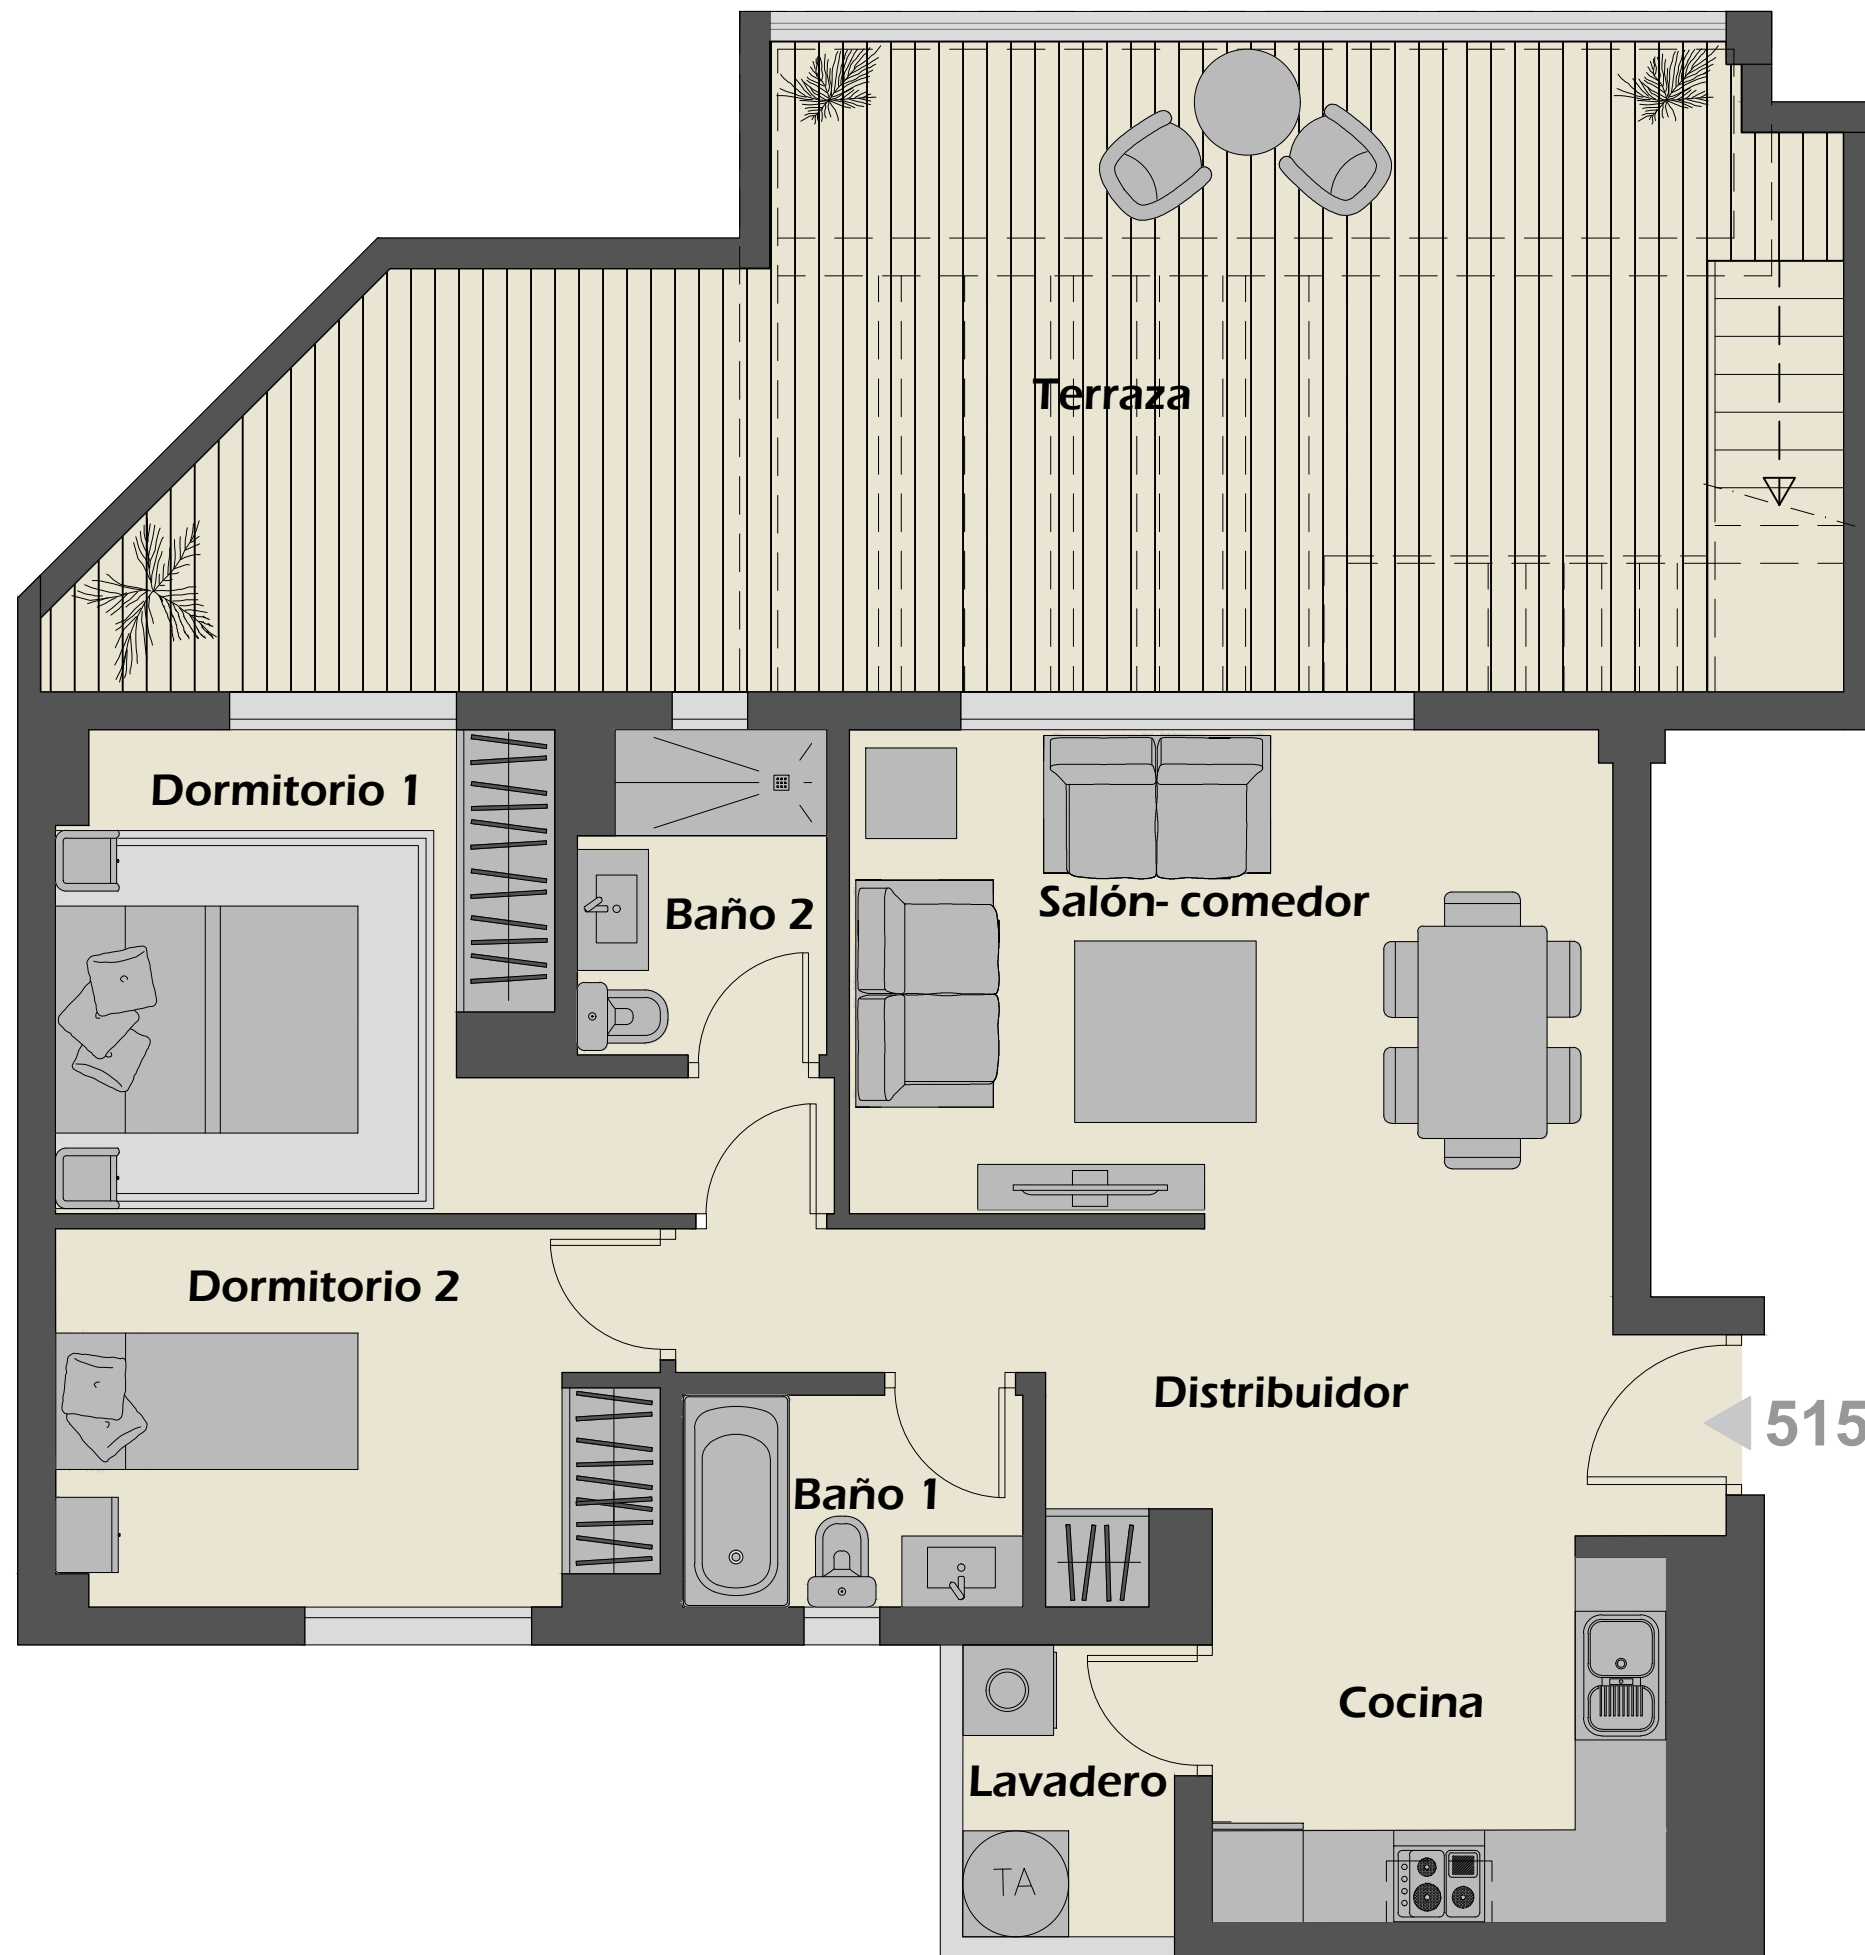 Terraza
Dormitorio 1
Baño 2
Salón- comedor
Dormitorio 2
Distribuidor
515
Baño 1
Cocina
Lavadero
TA